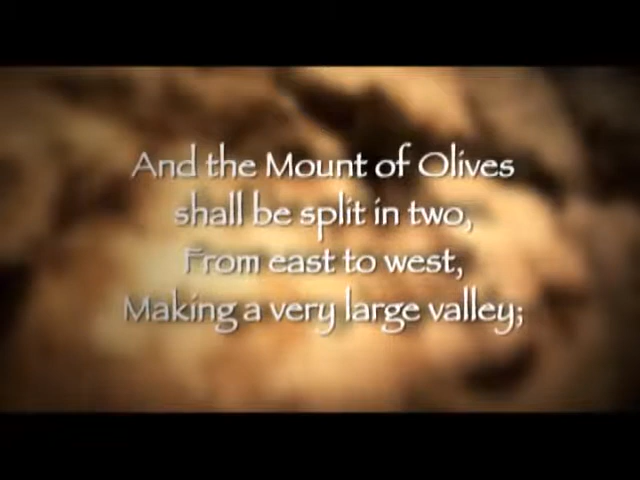 And the Mount of Olives
shall be split in two,
From east to west,
Making a very large valley;